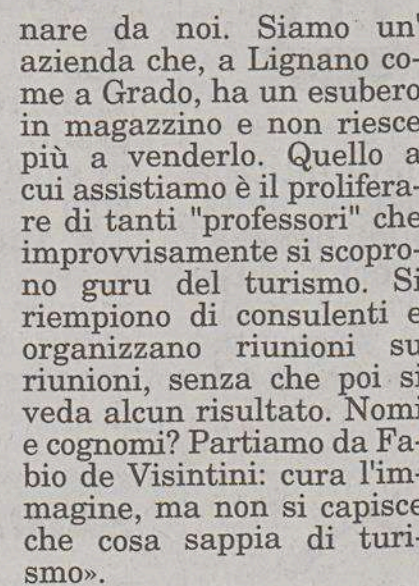 nare da noi. Siamo un'
azienda che, a Lignano co-
me a Grado, ha un esubero
in magazzino e non riesce
più a venderlo. Quello a
cui assistiamo è il prolifera-
re di tanti "professori" che
improvvisamente si scopro-
no guru del turismo. Si
riempiono di consulenti e
organizzano riunioni su
riunioni, senza che poi si
veda alcun risultato. Nomi
e cognomi? Partiamo da Fa-
bio de Visintini: cura l'im-
magine, ma non si capisce
che cosa sappia di turi-
smo».